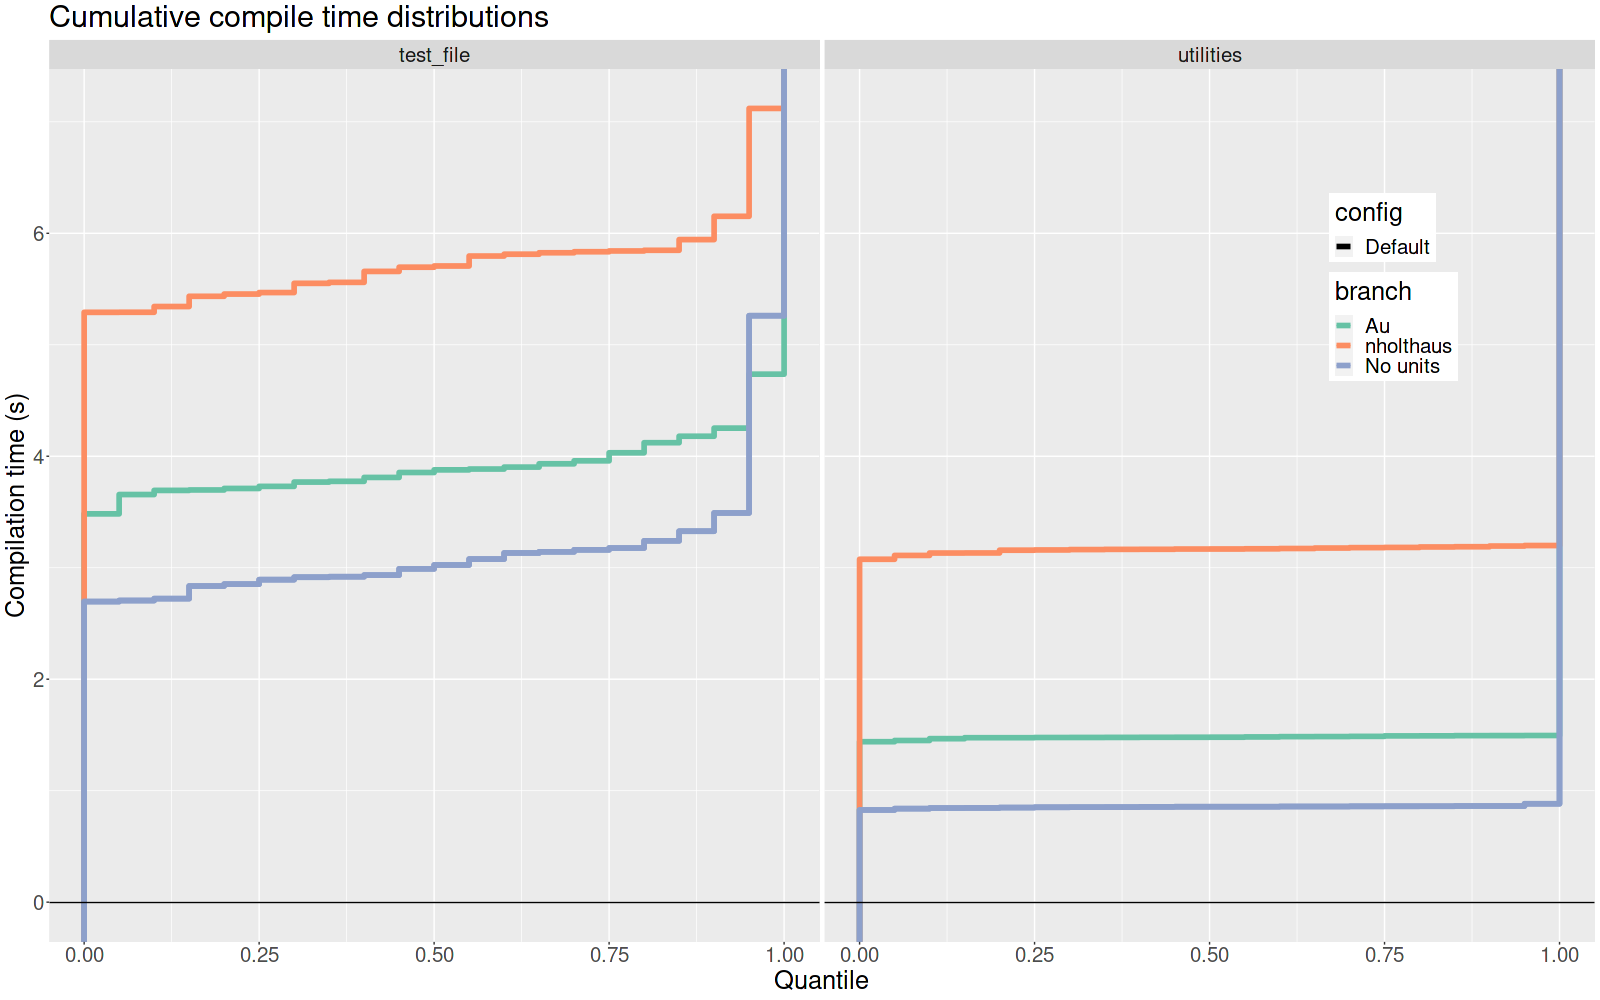 Cumulative compile time distributions
test_file
utilities
Compilation time (s)
6
4
2
0
config
Default
branch
Au
nholthaus
No units
0.00 0.25 0.50 0.75 1.00
0.00 0.25 0.50 0.75 1.00
Quantile